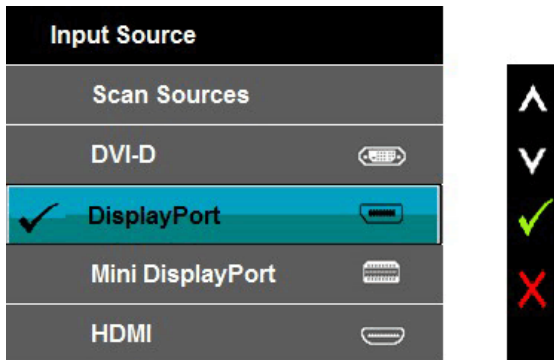 Input Source
Scan Sources
DVI-D
DisplayPort
Mini DisplayPort
HDMI